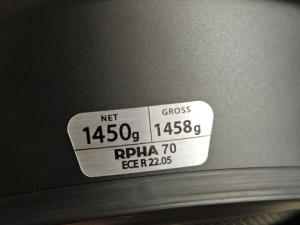 NET GROSS
1450g 1458g
RPHA 70
ECE R 22.05